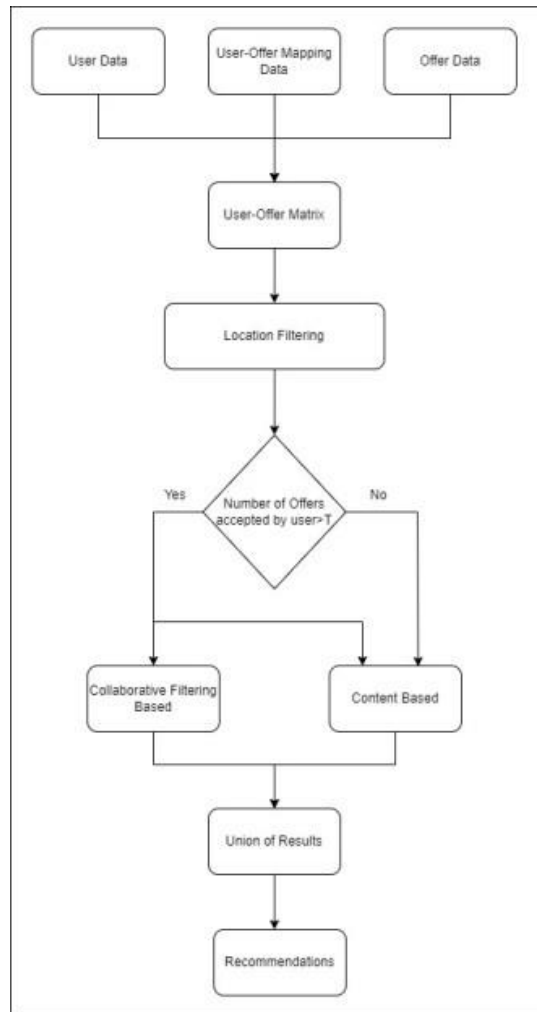 User Data
User-Offer Mapping
Data
Offer Data
User-Offer Matrix
Location Filtering
Yes
Number of Offers
accepted by user>T
No
Collaborative Filtering
Based
Content Based
Union of Results
Recommendations